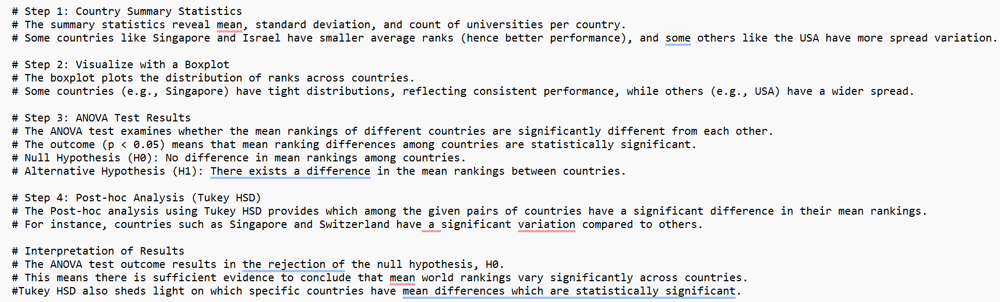 # Step 1: Country Summary Statistics
# The summary statistics reveal mean, standard deviation, and count of universities per country.
# Some countries like Singapore and Israel have smaller average ranks (hence better performance), and some others like the USA have more spread variation.
# Step 2: Visualize with a Boxplot
# The boxplot plots the distribution of ranks across countries.
# Some countries (e.g., Singapore) have tight distributions, reflecting consistent performance, while others (e.g., USA) have a wider spread.
# Step 3: ANOVA Test Results
# The ANOVA test examines whether the mean rankings of different countries are significantly different from each other.
# The outcome (p < 0.05) means that mean ranking differences among countries are statistically significant.
# Null Hypothesis (H0): No difference in mean rankings among countries.
# Alternative Hypothesis (H1): There exists a difference in the mean rankings between countries.
# Step 4: Post-hoc Analysis (Tukey HSD)
# The Post-hoc analysis using Tukey HSD provides which among the given pairs of countries have a significant difference in their mean rankings.
# For instance, countries such as Singapore and Switzerland have a significant variation compared to others.
# Interpretation of Results
# The ANOVA test outcome results in the rejection of the null hypothesis, H0.
# This means there is sufficient evidence to conclude that mean world rankings vary significantly across countries.
#Tukey HSD also sheds light on which specific countries have mean differences which are statistically significant.